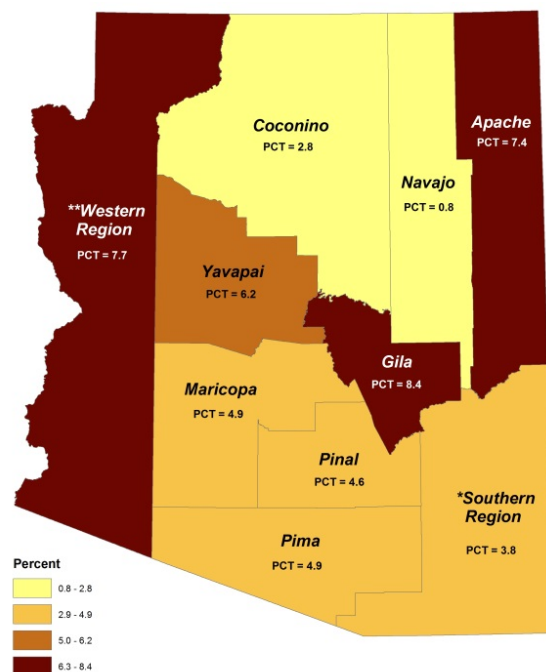 Coconino
PCT = 2.8
Apache
PCT = 7.4
Navajo
PCT = 0.8
**Western
Region
PCT = 7.7
Yavapai
PCT = 6.2
Gila
PCT = 8.4
Maricopa
PCT = 4.9
Pinal
PCT = 4.6
*Southern
Region
PCT = 3.8
Pima
PCT = 4.9
Percent
0.8 - 2.8
2.9 - 4.9
5.0 - 6.2
6.3 - 8.4